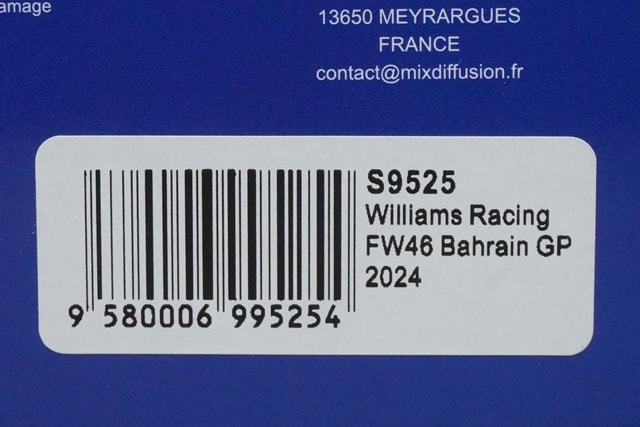 amage
13650 MEYRARGUES
FRANCE
contact@mixdiffusion.fr
S9525
Williams Racing
FW46 Bahrain GP
2024
9 580006 995254